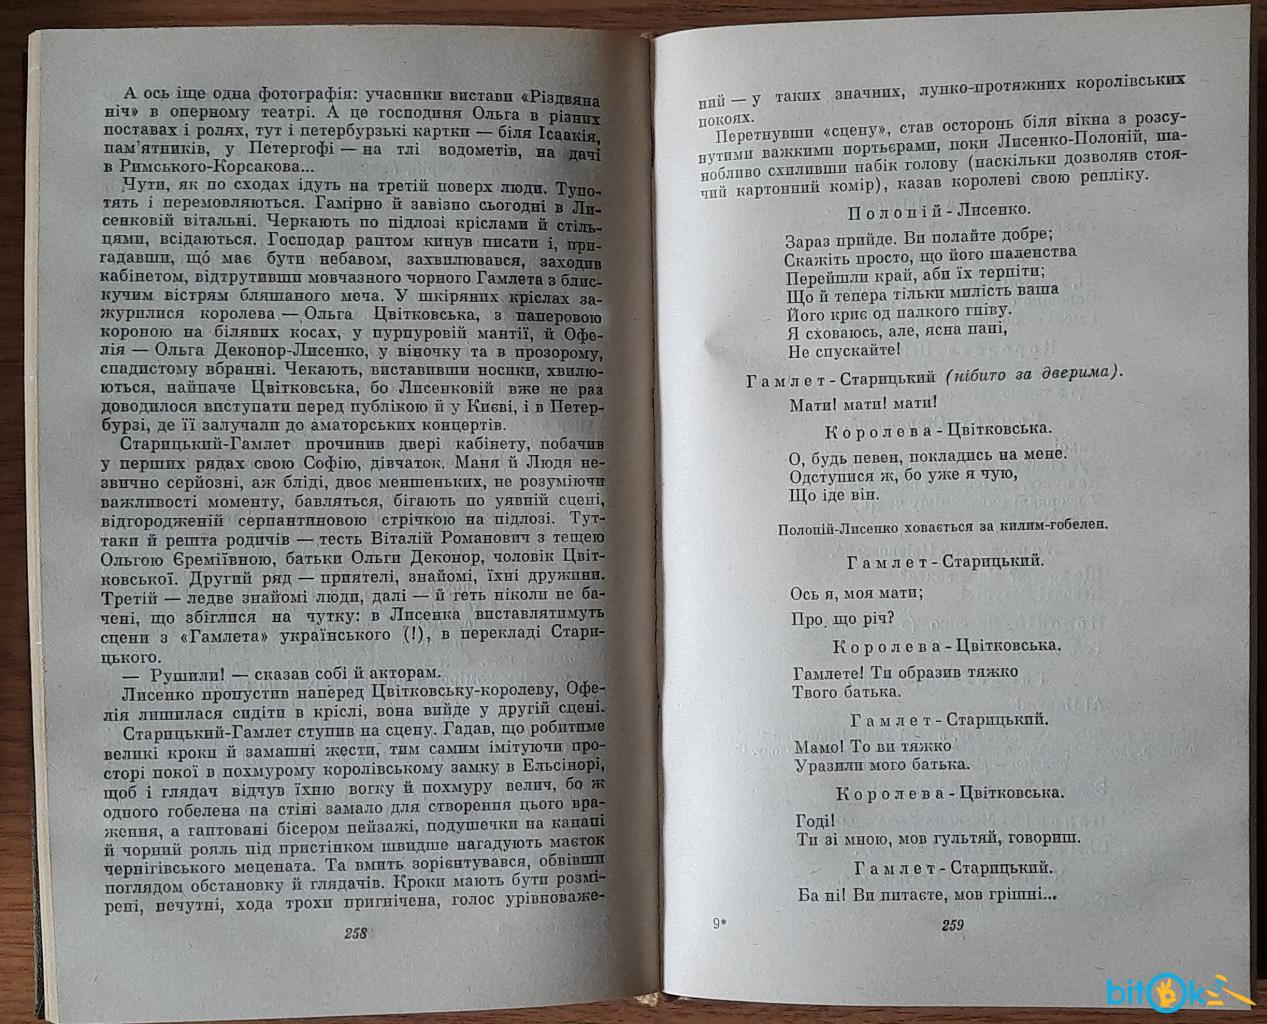 А ось іще одна фотографія: учасники вистави «Різдвяна
ніч» в оперному театрі. А це господиня Ольга в різних
поставах і ролях, тут і петербурзькі картки — біля Ісаакія,
пам'ятників, у Петергофі — на тлі водометів, на дачі
в Римського-Корсакова...
Чути, як по сходах ідуть на третій поверх люди. Тупо-
тять і перемовляються. Гамірно й завізно сьогодні в Ли-
сенковій вітальні. Черкають по підлозі кріслами й стіль-
цями, всідаються. Господар раптом кинув писати і, при-
гадавши, що має бути небавом, захвилювався, заходив
кабінетом, відтрутивши мовчазного чорного Гамлета з блис-
кучим вістрям бляшаного меча. У шкіряних кріслах за-
журилися королева — Ольга Цвітковська, з паперовою
короною на білявих косах, у пурпуровій мантії, й Офе-
лія — Ольга Деконор-Лисенко, у віночку та в прозорому,
спадистому вбранні. Чекають, виставивши носики, хвилю-
ються, найпаче Цвітковська, бо Лисенковій вже не раз
доводилося виступати перед публікою й у Києві, і в Петер-
бурзі, де її залучали до аматорських концертів.
Старицький-Гамлет прочинив двері кабінету, побачив
у перших рядах свою Софію, дівчаток. Маня й Людя не-
звично серйозні, аж бліді, двоє меншеньких, не розуміючи
важливості моменту, бавляться, бігають по уявній сцені,
відгородженій серпантиновою стрічкою на підлозі. Тут-
таки й решта родичів — тесть Віталій Романович з тещею
Ольгою Єреміївною, батьки Ольги Деконор, чоловік Цвіт-
ковської. Другий ряд — приятелі, знайомі, їхні дружини.
Третій — ледве знайомі люди, далі — й геть ніколи не ба-
чені, що збіглися на чутку: в Лисенка виставлятимуть
сцени з «Гамлета» українського (!), в перекладі Стари-
цького.
— Рушили! — сказав собі й акторам.
Лисенко пропустив наперед Цвітковську-королеву, Офе-
лія лишилася сидіти в кріслі, вона вийде у другій сцені.
Старицький-Гамлет ступив на сцену. Гадав, що робитиме
великі кроки й замашні жести, тим самим імітуючи про-
сторі покої в похмурому королівському замку в Ельсінорі,
щоб і глядач відчув їхню вогку й похмуру велич, бо ж
одного гобелена на стіні замало для створення цього вра-
ження, а гаптовані бісером пейзажі, подушечки на канапі
й чорний рояль під пристінком швидше нагадують маєток
чернігівського мецената. Та вмить зорієнтувався, обвівши
поглядом обстановку й глядачів. Кроки мають бути розмі-
рені, нечутні, хода трохи пригнічена, голос урівноваже-
258
ний — у таких значних, лунко-протяжних королівських
покоях.
Перетнувши «сцену», став осторонь біля вікна з розсу-
нутими важкими портьєрами, поки Лисенко-Полоній, ша-
нобливо схиливши набік голову (наскільки дозволяв стоя-
чий картонний комір), казав королеві свою репліку.
Полоній-Лисенко.
Зараз прийде. Ви полайте добре;
Скажіть просто, що його шаленства
Перейшли край, аби їх терпіти;
Що й тепера тільки милість ваша
Його криє од палкого гніву.
Я сховаюсь, але, ясна пані,
Не спускайте!
Гамлет-Старицький (нібито за дверима).
Мати! мати! мати!
Королева-Цвітковська.
О, будь певен, покладись на мене.
Одступися ж, бо уже я чую,
Що іде він.
Полоній-Лисенко ховається за килим-гобелен.
Гамлет-Старицький.
Ось я, моя мати;
Про що річ?
Королева-Цвітковська.
Гамлете! Ти образив тяжко
Твого батька.
Гамлет-Старицький.
Мамо! То ви тяжко
Уразили мого батька.
Королева-Цвітковська.
Годі!
Ти зі мною, мов гультяй, говориш.
Гамлет-Старицький.
Ба ні! Ви питаєте, мов грішні...
9*
259
bitOk